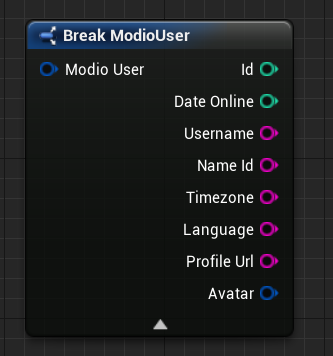 Break ModioUser
Modio User
Id
Date Online
Username
Name Id
Timezone
Language
Profile Url
Avatar